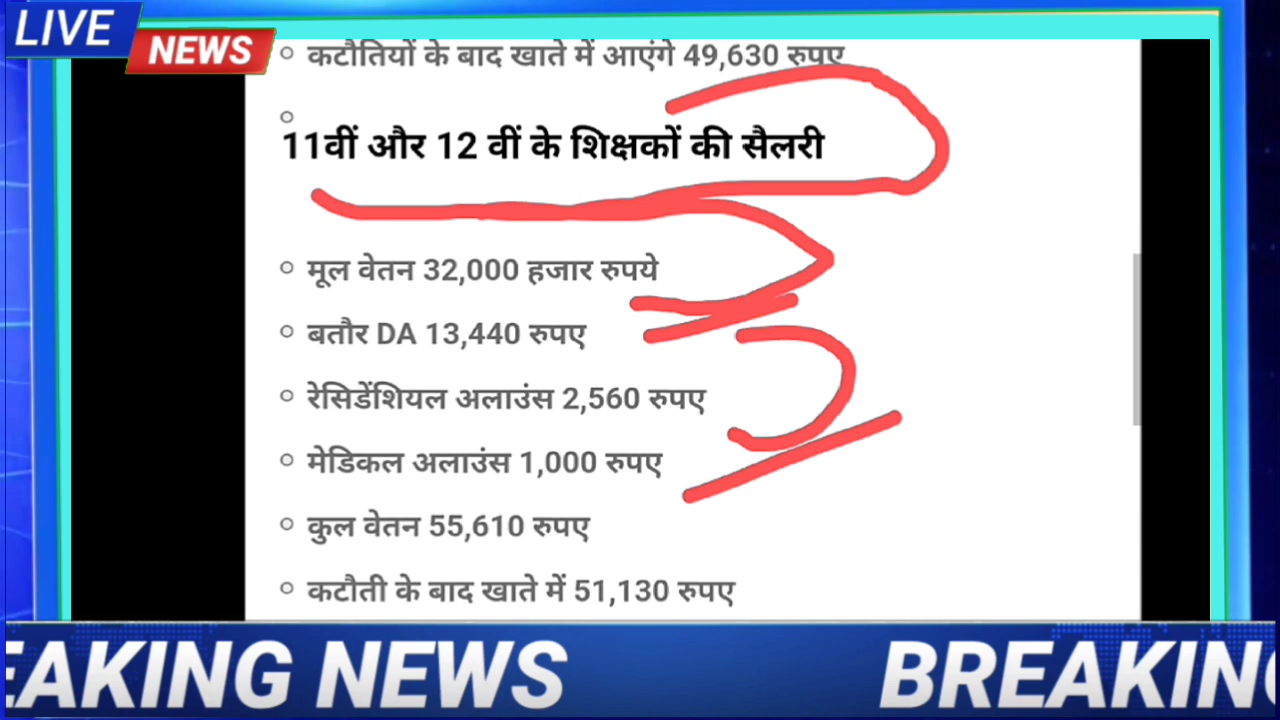 LIVE
NEWS
कटौतियों के बाद खाते में आएंगे 49,630 रुपए
11वीं और 12 वीं के शिक्षकों की सैलरी
मूल वेतन 32,000 हजार रुपये
बतौर DA 13,440 रुपए
रेसिडेंशियल अलाउंस 2,560 रुपए
मेडिकल अलाउंस 1,000 रुपए
कुल वेतन 55,610 रुपए
कटौती के बाद खाते में 51,130 रुपए
EAKING NEWS BREAKING